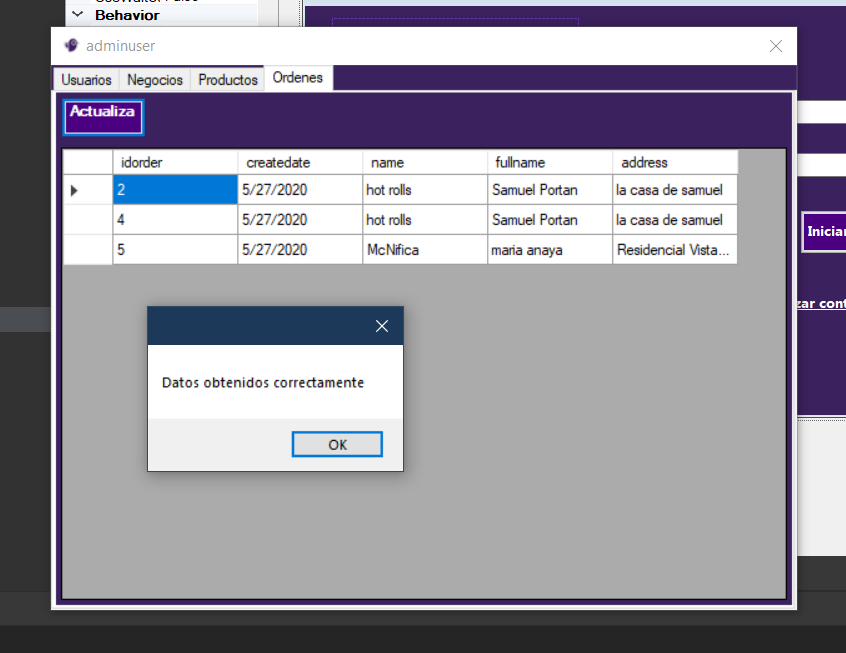 Behavior
adminuser
Usuarios Negocios Productos Ordenes
Actualiza
idorder createdate name fullname address
2 5/27/2020 hot rolls Samuel Portan la casa de samuel
4 5/27/2020 hot rolls Samuel Portan la casa de samuel
5 5/27/2020 McNifica maria anaya Residencial Vista...
Iniciar
zar cont
Datos obtenidos correctamente
OK